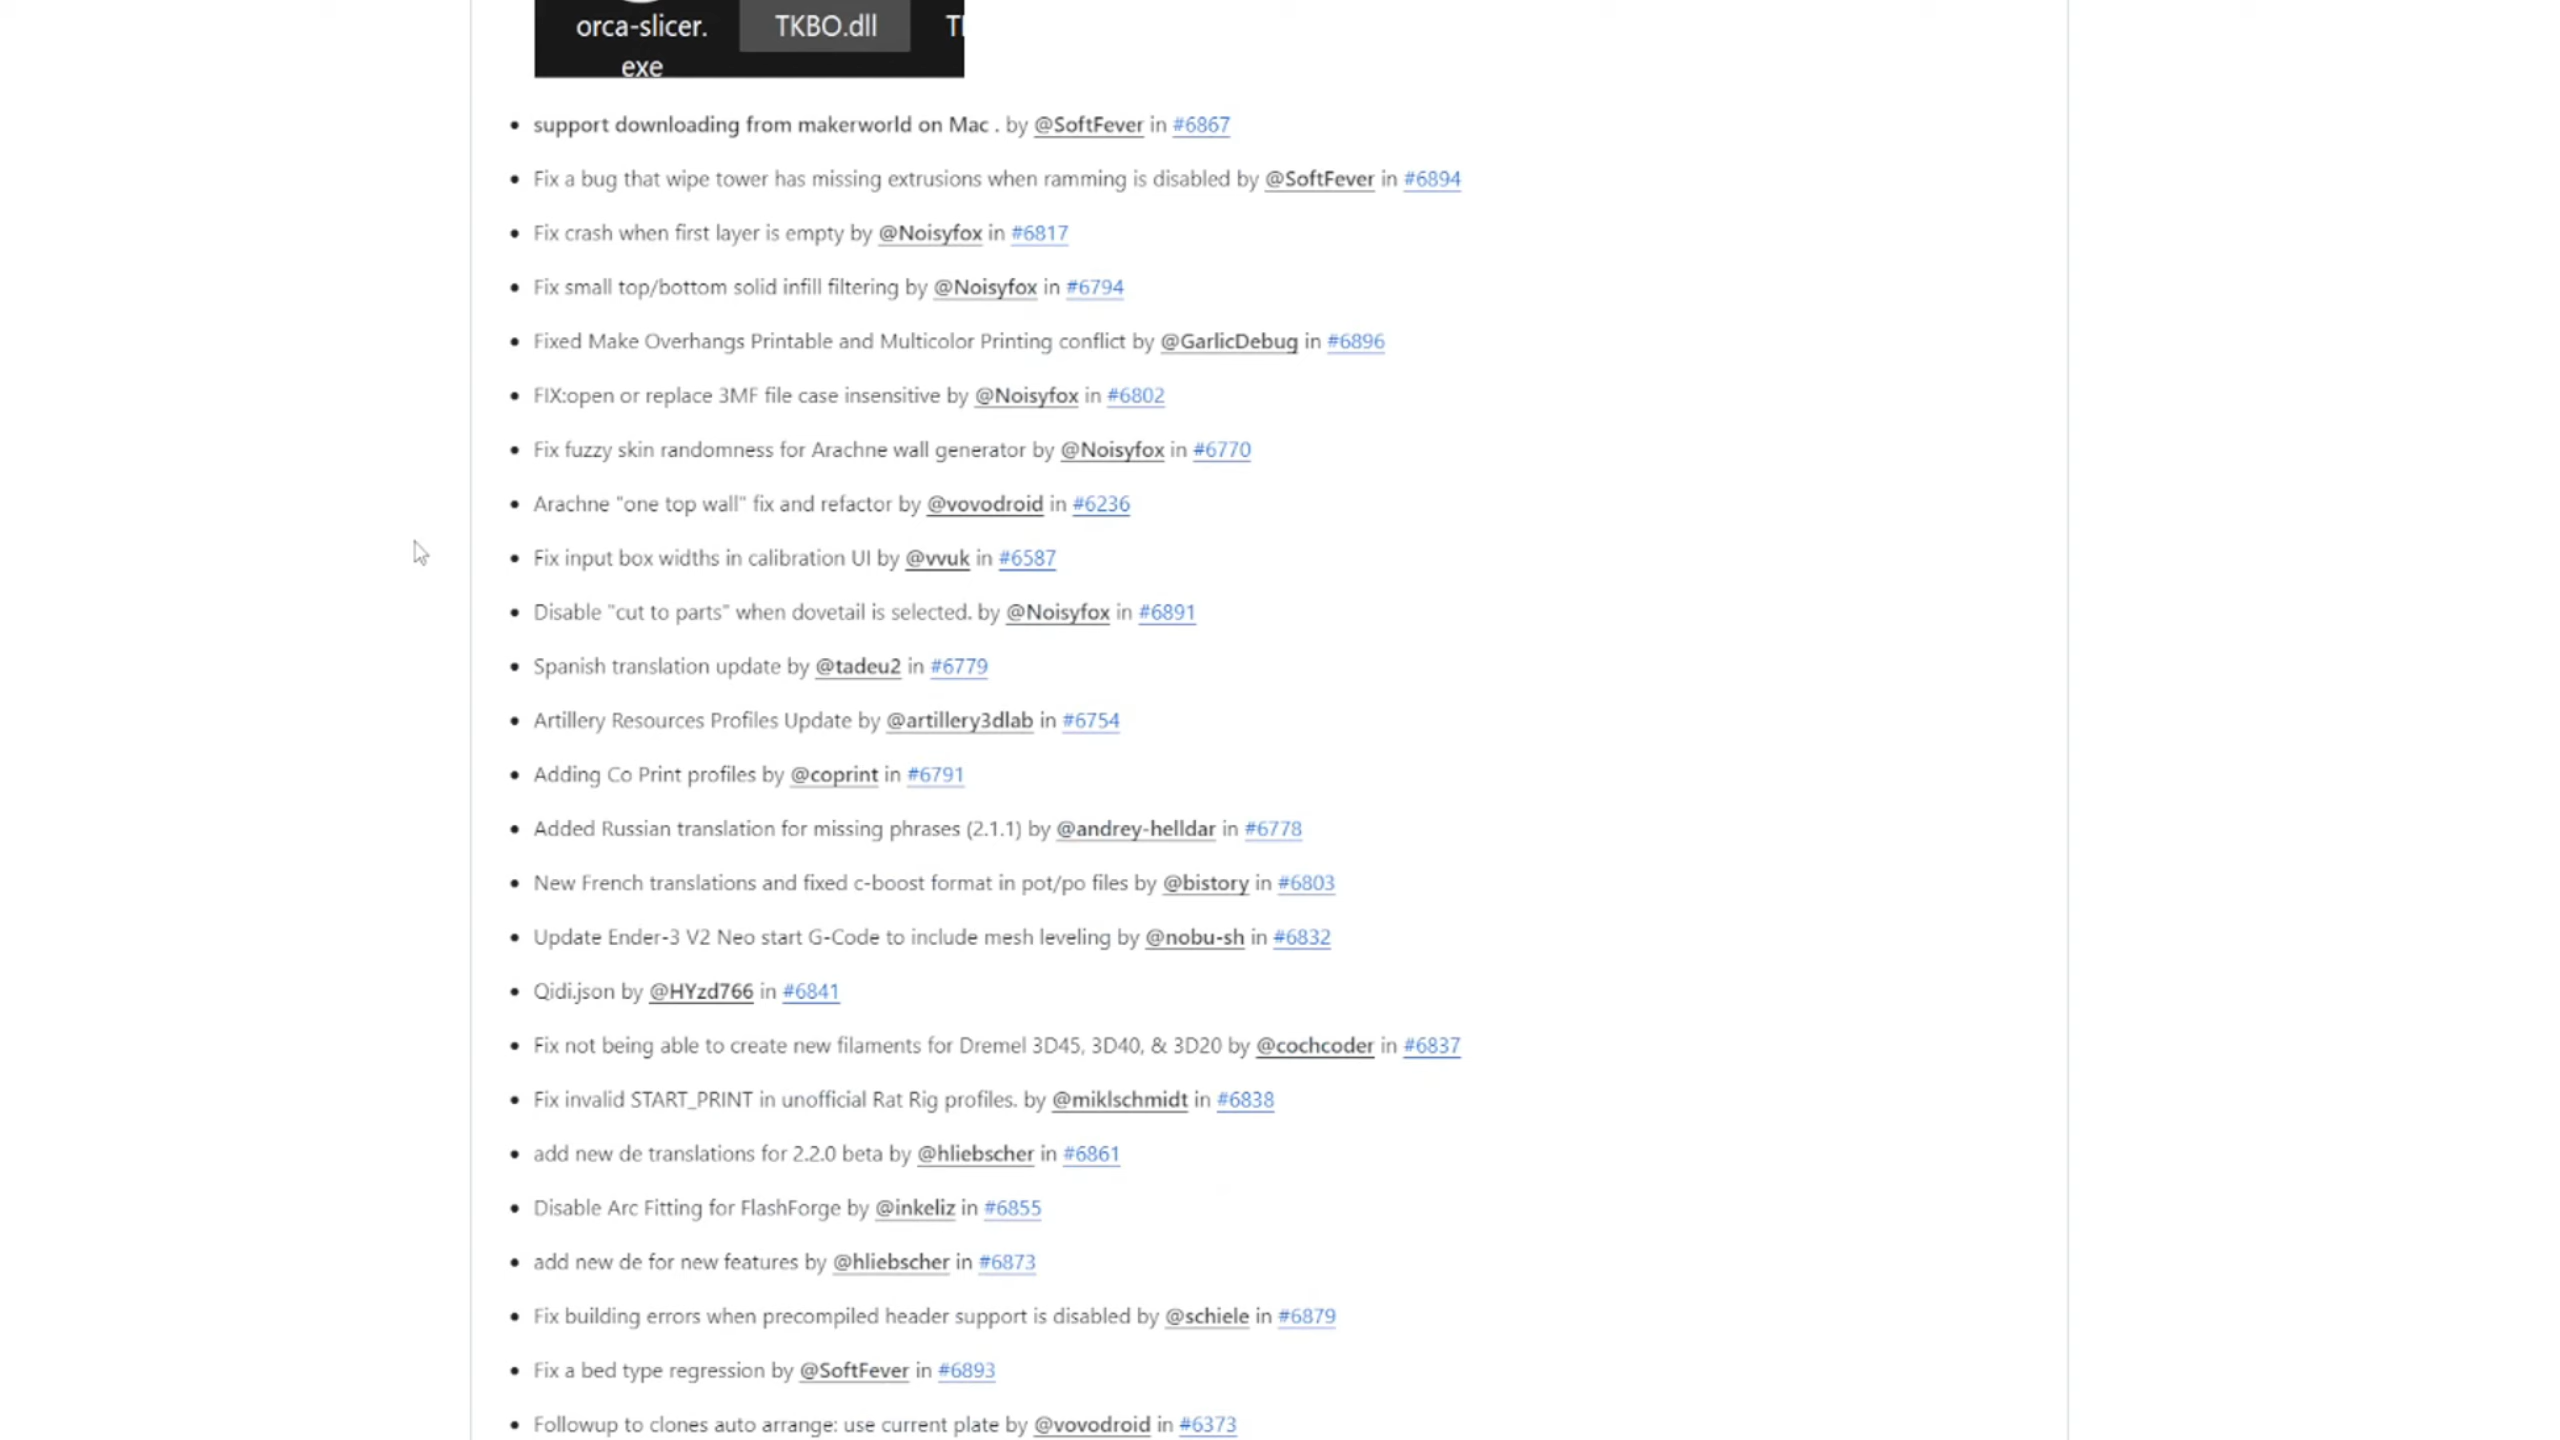 orca-slicer.
exe
TKBO.dll
support downloading from makerworld on Mac . by @SoftFever in #6867
Fix a bug that wipe tower has missing extrusions when ramming is disabled by @SoftFever in #6894
Fix crash when first layer is empty by @Noisyfox in #6817
Fix small top/bottom solid infill filtering by @Noisyfox in #6794
Fixed Make Overhangs Printable and Multicolor Printing conflict by @GarlicDebug in #6896
FIX:open or replace 3MF file case insensitive by @Noisyfox in #6802
Fix fuzzy skin randomness for Arachne wall generator by @Noisyfox in #6770
Arachne "one top wall" fix and refactor by @vovodroid in #6236
Fix input box widths in calibration UI by @vvuk in #6587
Disable "cut to parts" when dovetail is selected. by @Noisyfox in #6891
Spanish translation update by @tadeu2 in #6779
Artillery Resources Profiles Update by @artillery3dlab in #6754
Adding Co Print profiles by @coprint in #6791
Added Russian translation for missing phrases (2.1.1) by @andrey-helldar in #6778
New French translations and fixed c-boost format in pot/po files by @bistory in #6803
Update Ender-3 V2 Neo start G-Code to include mesh leveling by @nobu-sh in #6832
Qidi.json by @HYzd766 in #6841
Fix not being able to create new filaments for Dremel 3D45, 3D40, & 3D20 by @cochcoder in #6837
Fix invalid START_PRINT in unofficial Rat Rig profiles. by @miklschmidt in #6838
add new de translations for 2.2.0 beta by @hliebscher in #6861
Disable Arc Fitting for FlashForge by @inkeliz in #6855
add new de for new features by @hliebscher in #6873
Fix building errors when precompiled header support is disabled by @schiele in #6879
Fix a bed type regression by @SoftFever in #6893
Followup to clones auto arrange: use current plate by @vovodroid in #6373